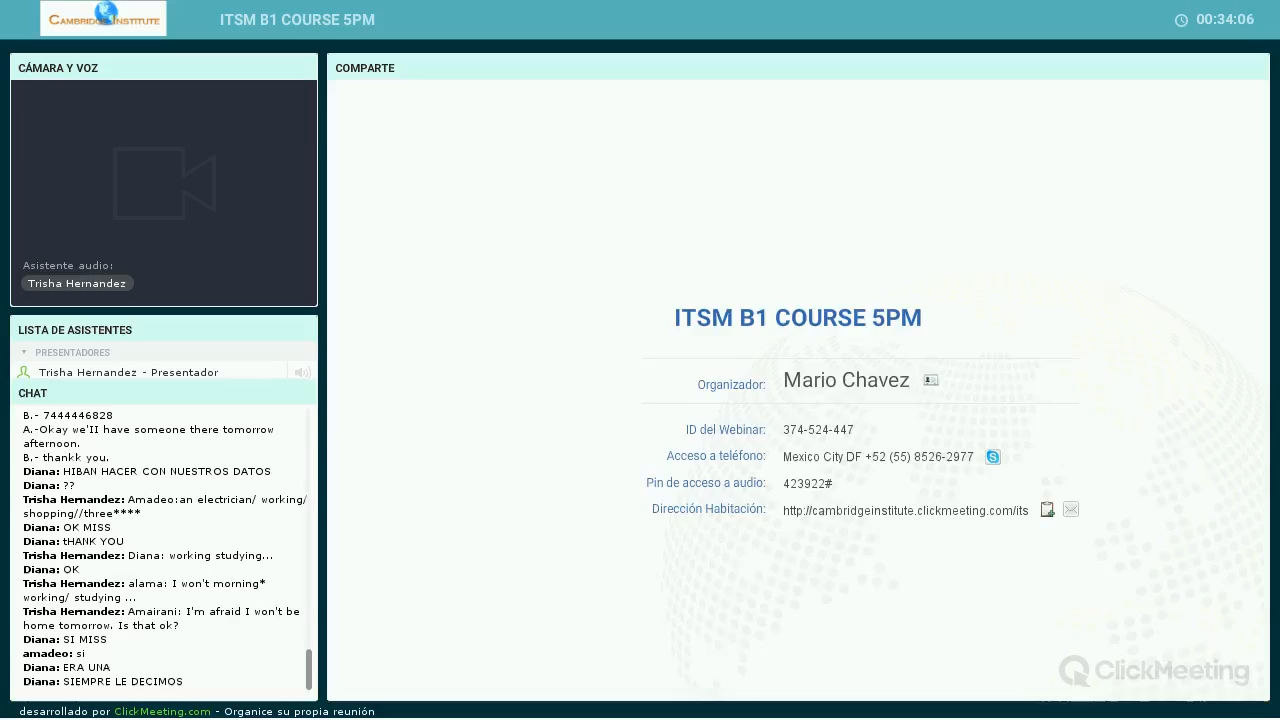 CAMBRIDGE INSTITUTE
ITSM B1 COURSE 5PM
00:34:06
CÁMARA Y VOZ
Asistente audio:
Trisha Hernandez
LISTA DE ASISTENTES
PRESENTADORES
Trisha Hernandez - Presentador
CHAT
B.- 7444446828
A.-Okay we'II have someone there tomorrow
afternoon.
B.- thankk you.
Diana: HIBAN HACER CON NUESTROS DATOS
Diana: ??
Trisha Hernandez: Amadeo:an electrician/ working/
shopping//three****
Diana: OK MISS
Diana: tHANK YOU
Trisha Hernandez: Diana: working studying...
Diana: OK
Trisha Hernandez: alama: I won't morning*
working/ studying ...
Trisha Hernandez: Amairani: I'm afraid I won't be
home tomorrow. Is that ok?
Diana: SI MISS
amadeo: si
Diana: ERA UNA
Diana: SIEMPRE LE DECIMOS
COMPARTE
ITSM B1 COURSE 5PM
Organizador: Mario Chavez
ID del Webinar: 374-524-447
Acceso a teléfono: Mexico City DF +52 (55) 8526-2977
Pin de acceso a audio: 423922#
Dirección Habitación: http://cambridgeinstitute.clickmeeting.com/its
ClickMeeting
desarrollado por ClickMeeting.com - Organice su propia reunión